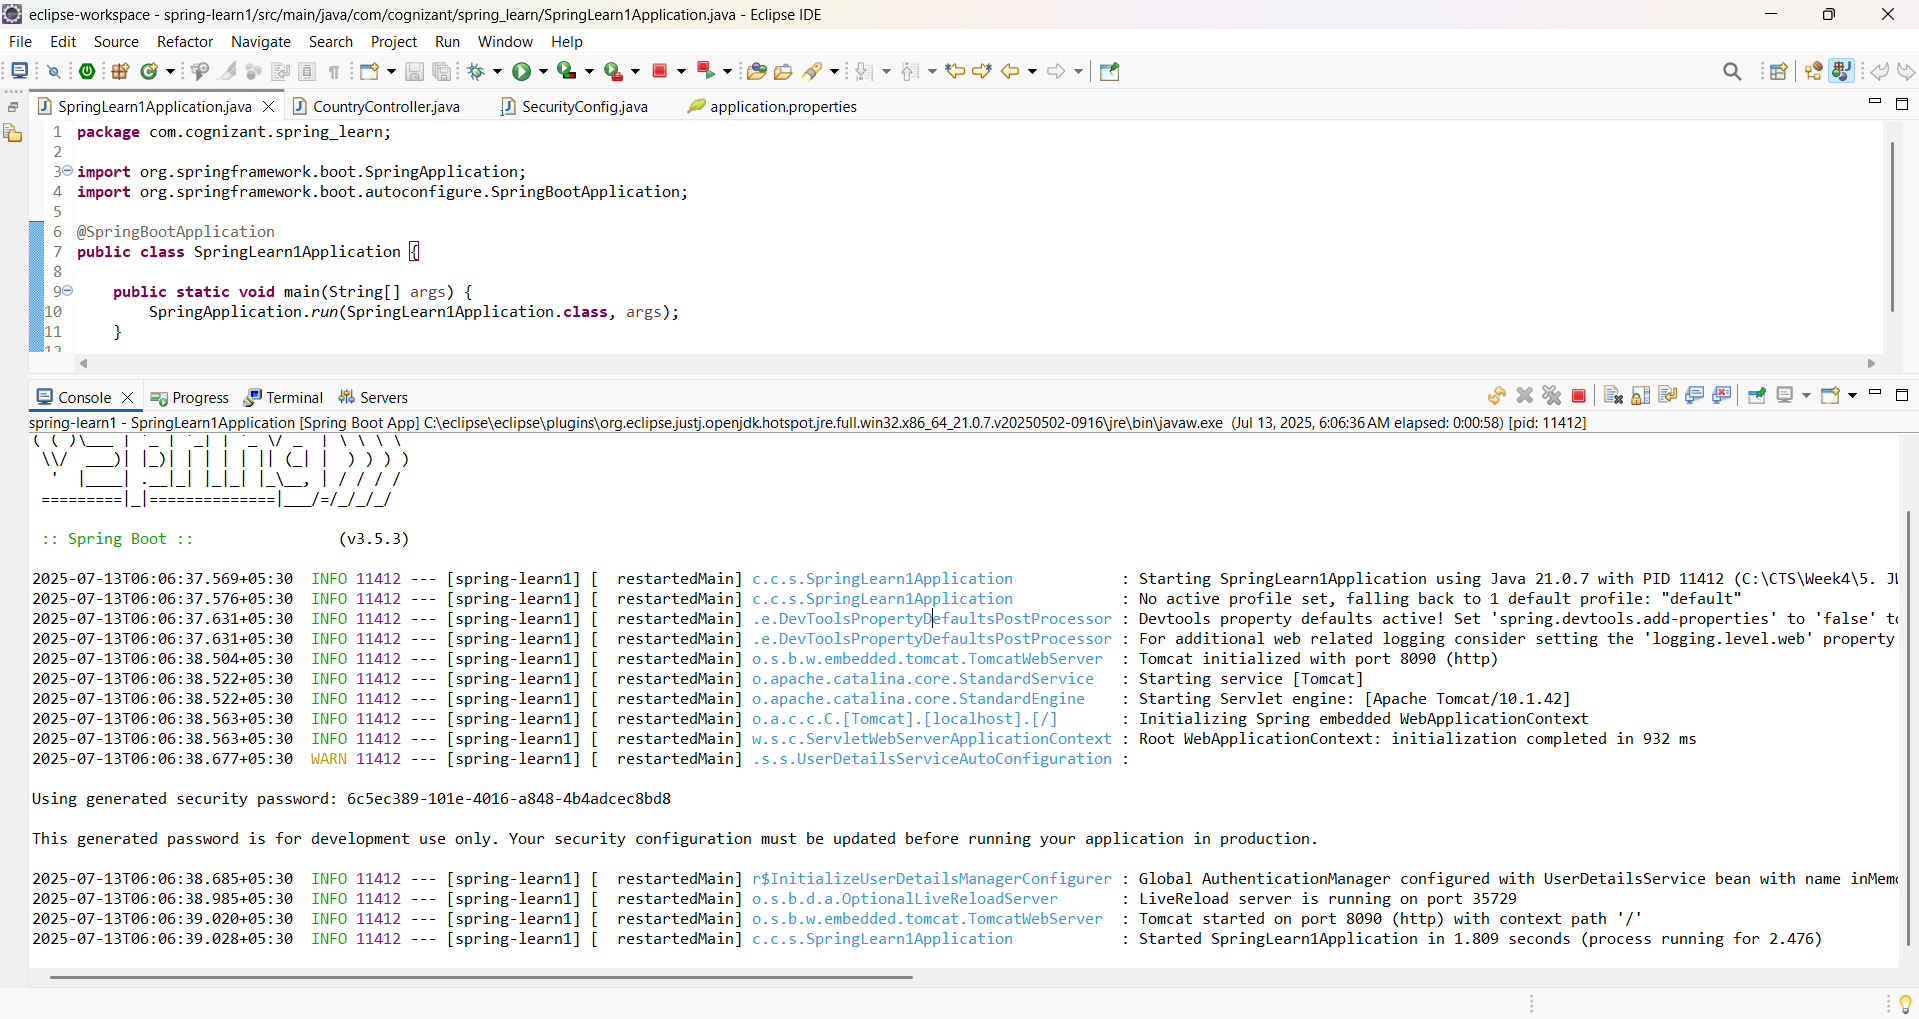 eclipse-workspace - spring-learn1/src/main/java/com/cognizant/spring_learn/SpringLearn1Application.java - Eclipse IDE
File Edit Source Refactor Navigate Search Project Run Window Help
SpringLearn1Application.java CountryController.java SecurityConfig.java application.properties
1 package com.cognizant.spring_learn;
2
3 import org.springframework.boot.SpringApplication;
4 import org.springframework.boot.autoconfigure.SpringBootApplication;
5
6 @SpringBootApplication
7 public class SpringLearn1Application {
8
9 public static void main(String[] args) {
10 SpringApplication.run(SpringLearn1Application.class, args);
11 }
12
Console Progress Terminal Servers
spring-learn1 - SpringLearn1Application [Spring Boot App] C:\eclipse\eclipse\plugins\org.eclipse.justj.openjdk.hotspot.jre.full.win32.x86_64_21.0.7.v20250502-0916\jre\bin\javaw.exe (Jul 13, 2025, 6:06:36 AM elapsed: 0:00:58) [pid: 11412]
( ( )\___ | '_ | '_| | '_ \/ _` | \ \ \ \
\\/ ___)| |_)| | | | | || (_| | ) ) ) )
' |____| .__|_| |_|_| |_\__, | / / / /
=========|_|==============|___/=/_/_/_/
:: Spring Boot :: (v3.5.3)
2025-07-13T06:06:37.569+05:30 INFO 11412 --- [spring-learn1] [ restartedMain] c.c.s.SpringLearn1Application : Starting SpringLearn1Application using Java 21.0.7 with PID 11412 (C:\CTS\Week4\5.
2025-07-13T06:06:37.576+05:30 INFO 11412 --- [spring-learn1] [ restartedMain] c.c.s.SpringLearn1Application : No active profile set, falling back to 1 default profile: "default"
2025-07-13T06:06:37.631+05:30 INFO 11412 --- [spring-learn1] [ restartedMain] .e.DevToolsPropertyDefaultsPostProcessor : Devtools property defaults active! Set 'spring.devtools.add-properties' to 'false'
2025-07-13T06:06:37.631+05:30 INFO 11412 --- [spring-learn1] [ restartedMain] .e.DevToolsPropertyDefaultsPostProcessor : For additional web related logging consider setting the 'logging.level.web' property
2025-07-13T06:06:38.504+05:30 INFO 11412 --- [spring-learn1] [ restartedMain] o.s.b.w.embedded.tomcat.TomcatWebServer : Tomcat initialized with port 8090 (http)
2025-07-13T06:06:38.522+05:30 INFO 11412 --- [spring-learn1] [ restartedMain] o.apache.catalina.core.StandardService : Starting service [Tomcat]
2025-07-13T06:06:38.522+05:30 INFO 11412 --- [spring-learn1] [ restartedMain] o.apache.catalina.core.StandardEngine : Starting Servlet engine: [Apache Tomcat/10.1.42]
2025-07-13T06:06:38.563+05:30 INFO 11412 --- [spring-learn1] [ restartedMain] o.a.c.c.C.[Tomcat].[localhost].[/] : Initializing Spring embedded WebApplicationContext
2025-07-13T06:06:38.563+05:30 INFO 11412 --- [spring-learn1] [ restartedMain] w.s.c.ServletWebServerApplicationContext : Root WebApplicationContext: initialization completed in 932 ms
2025-07-13T06:06:38.677+05:30 WARN 11412 --- [spring-learn1] [ restartedMain] .s.s.UserDetailsServiceAutoConfiguration :
Using generated security password: 6c5ec389-101e-4016-a848-4b4adcec8bd8
This generated password is for development use only. Your security configuration must be updated before running your application in production.
2025-07-13T06:06:38.685+05:30 INFO 11412 --- [spring-learn1] [ restartedMain] r$InitializeUserDetailsManagerConfigurer : Global AuthenticationManager configured with UserDetailsService bean with name
2025-07-13T06:06:38.985+05:30 INFO 11412 --- [spring-learn1] [ restartedMain] o.s.b.d.a.OptionalLiveReloadServer : LiveReload server is running on port 35729
2025-07-13T06:06:39.020+05:30 INFO 11412 --- [spring-learn1] [ restartedMain] o.s.b.w.embedded.tomcat.TomcatWebServer : Tomcat started on port 8090 (http) with context path '/'
2025-07-13T06:06:39.028+05:30 INFO 11412 --- [spring-learn1] [ restartedMain] c.c.s.SpringLearn1Application : Started SpringLearn1Application in 1.809 seconds (process running for 2.476)